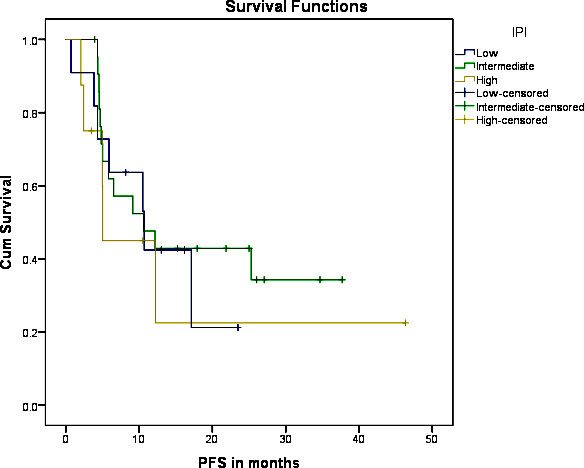 Survival Functions
IPI
Low
Intermediate
High
Low-censored
Intermediate-censored
High-censored
Cum Survival
1.0
0.8
0.6
0.4
0.2
0.0
0 10 20 30 40 50
PFS in months